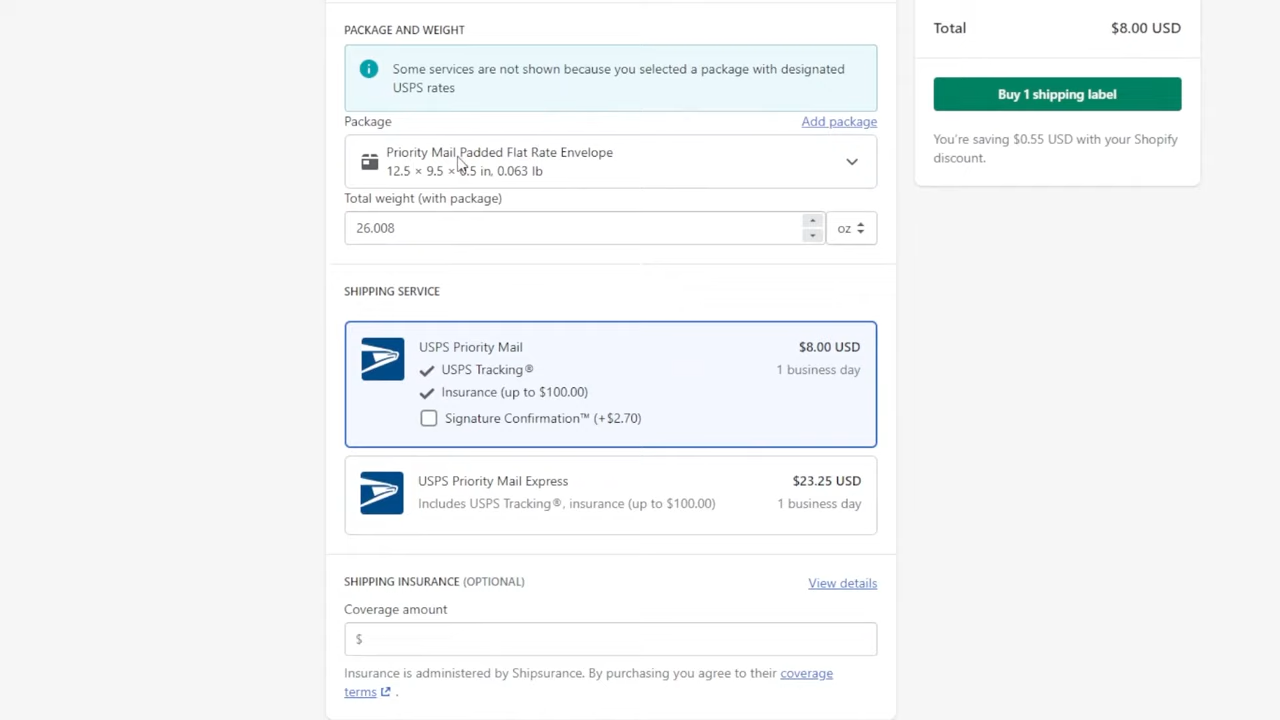 PACKAGE AND WEIGHT
Some services are not shown because you selected a package with designated
USPS rates
Package
Add package
Priority Mail Padded Flat Rate Envelope
12.5 × 9.5 × 0.5 in, 0.063 lb
Total weight (with package)
26.008
oz
SHIPPING SERVICE
USPS Priority Mail
$8.00 USD
USPS Tracking®
1 business day
Insurance (up to $100.00)
Signature Confirmation™ (+$2.70)
USPS Priority Mail Express
$23.25 USD
Includes USPS Tracking®, insurance (up to $100.00)
1 business day
SHIPPING INSURANCE (OPTIONAL)
View details
Coverage amount
$
Insurance is administered by Shipsurance. By purchasing you agree to their coverage
terms .
Total
$8.00 USD
Buy 1 shipping label
You're saving $0.55 USD with your Shopify
discount.